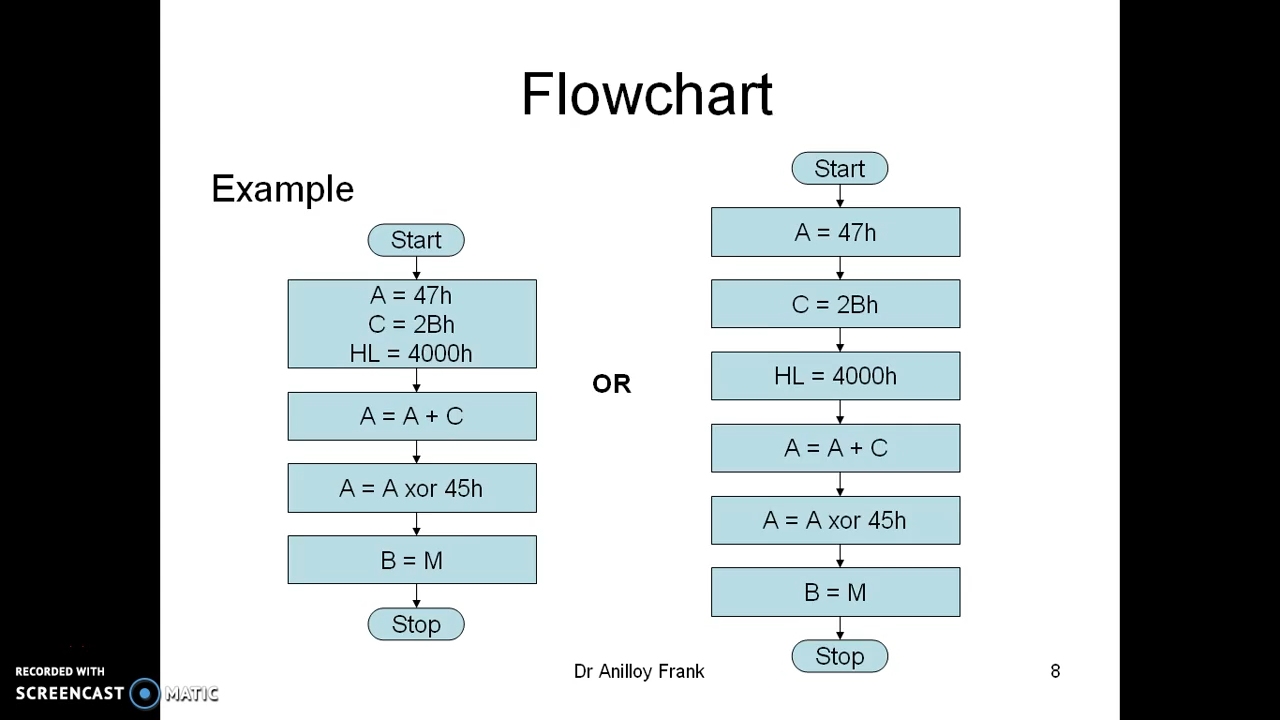 Flowchart
Example
Start
A = 47h
C = 2Bh
HL = 4000h
A = A + C
A = A xor 45h
B = M
Stop
OR
Start
A = 47h
C = 2Bh
HL = 4000h
A = A + C
A = A xor 45h
B = M
Stop
Dr Anilloy Frank
8
RECORDED WITH
SCREENCAST MATIC